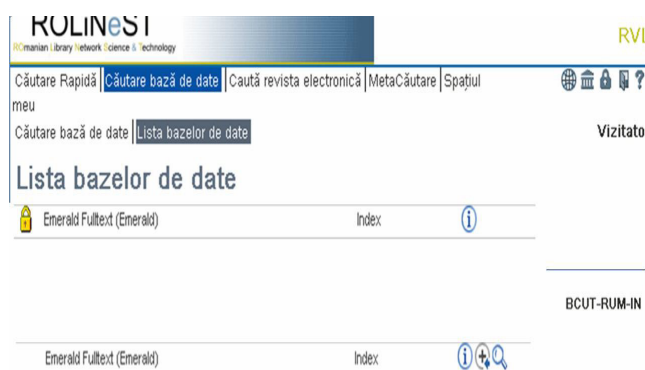 ROLINeST
ROmanian Library Network Science & Technology
RVL
Căutare Rapidă Căutare bază de date Caută revista electronică MetaCăutare Spaţiul
meu
Căutare bază de date Lista bazelor de date
Vizitato
Lista bazelor de date
Emerald Fulltext (Emerald) Index
BCUT-RUM-IN
Emerald Fulltext (Emerald) Index